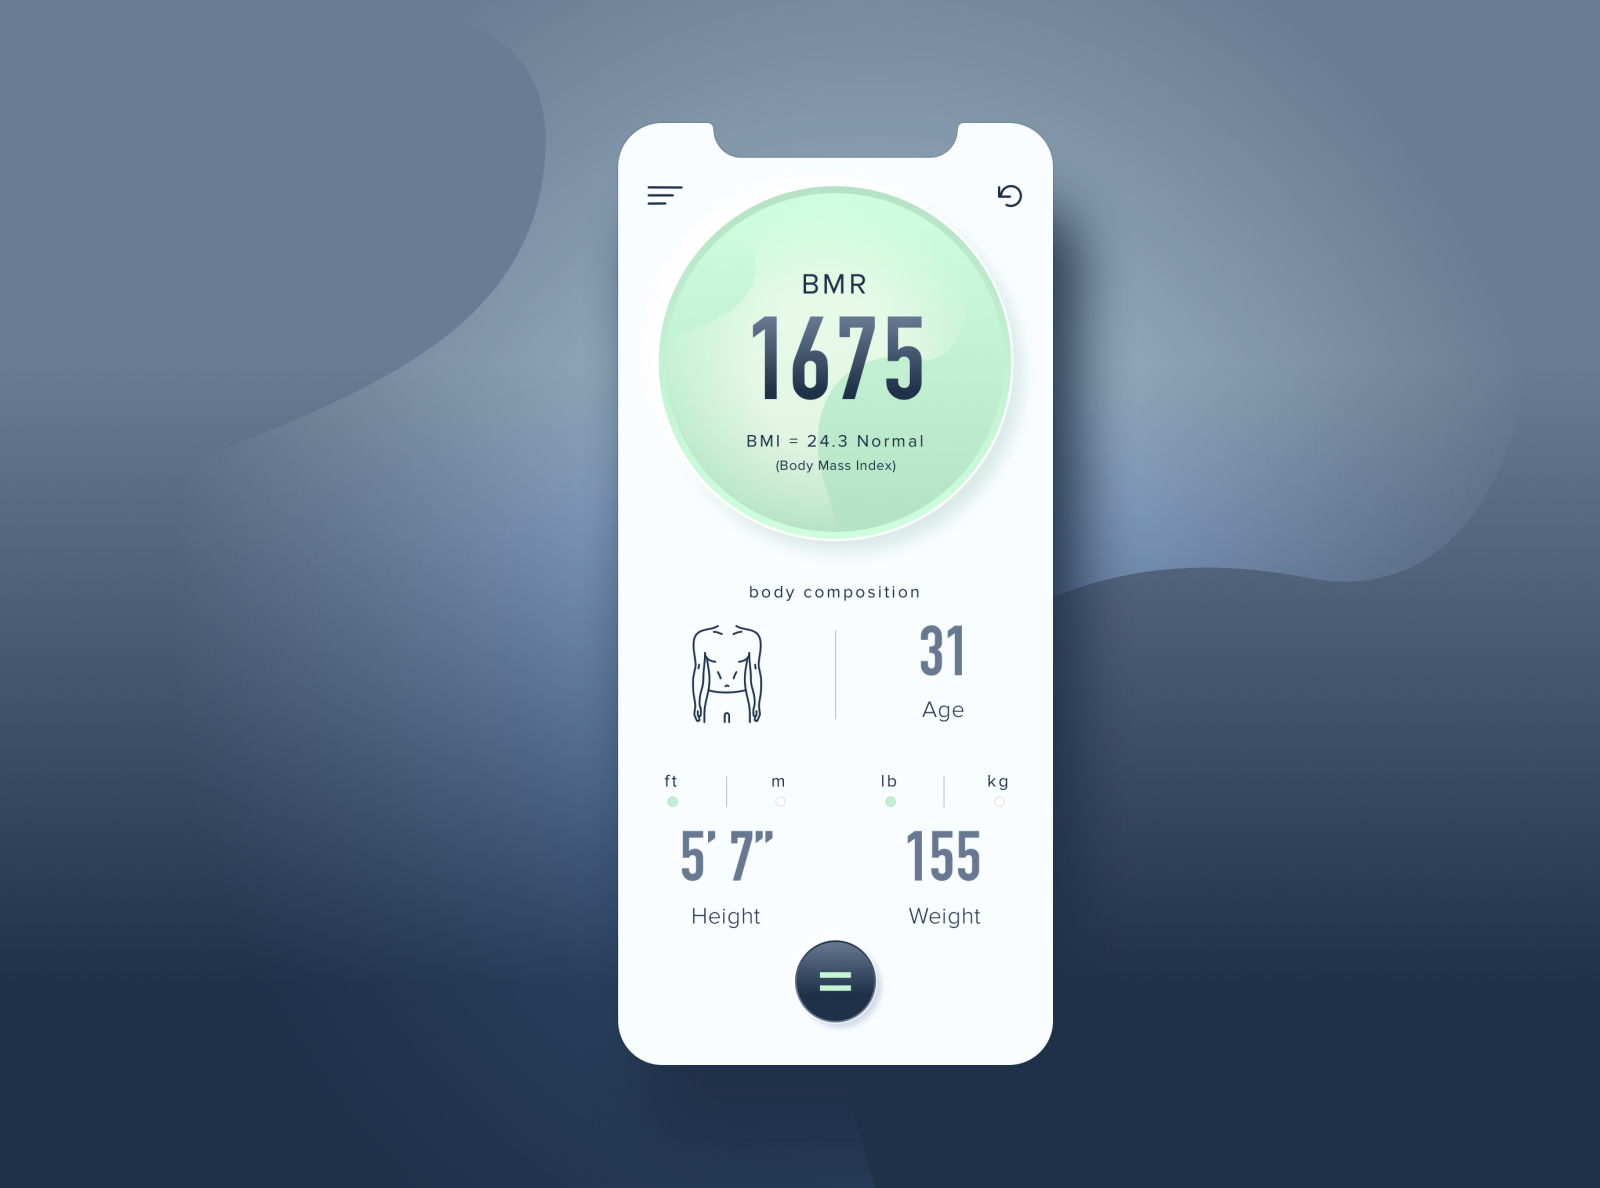 BMR
1675
BMI = 24.3 Normal
(Body Mass Index)
body composition
31
Age
ft m lb kg
5’ 7” 155
Height Weight
=